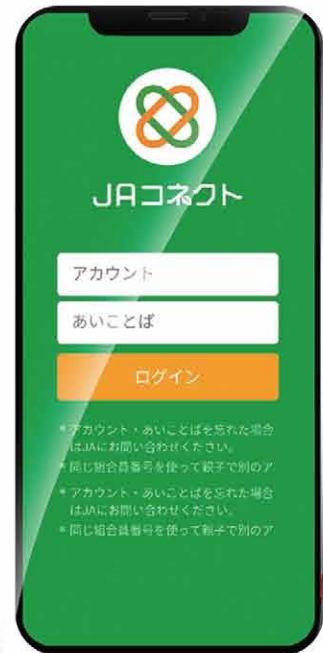 JAコネクト
アカウント
あいことば
ログイン
* アカウント・あいことばを忘れた場合
はJAにお問い合わせください。
* 同じ組合員番号を使って親子で別のア
* アカウント・あいことばを忘れた場合
はJAにお問い合わせください。
* 同じ組合員番号を使って親子で別のア